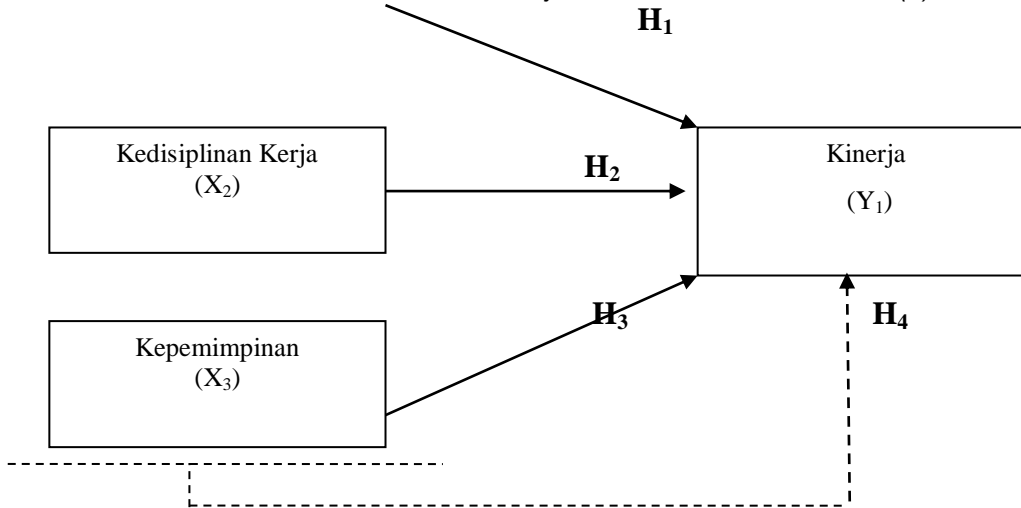 H₁
Kedisiplinan Kerja
(X₂)
H₂
Kinerja
(Y₁)
H₃
H₄
Kepemimpinan
(X₃)